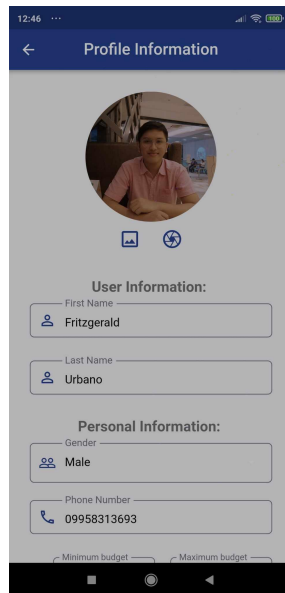 12:46 ...
100
Profile Information
User Information:
First Name
Fritzgerald
Last Name
Urbano
Personal Information:
Gender
Male
Phone Number
09958313693
Minimum budget Maximum budget